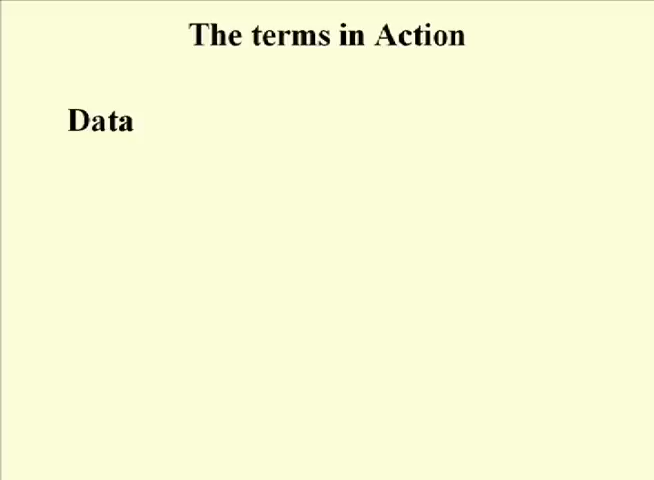 The terms in Action
Data